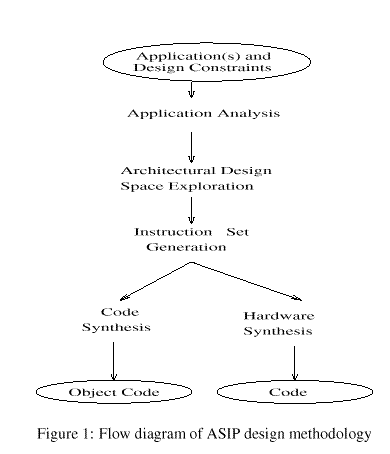 Application(s) and
Design Constraints
Application Analysis
Architectural Design
Space Exploration
Instruction Set
Generation
Code
Synthesis
Hardware
Synthesis
Object Code
Code
Figure 1: Flow diagram of ASIP design methodology